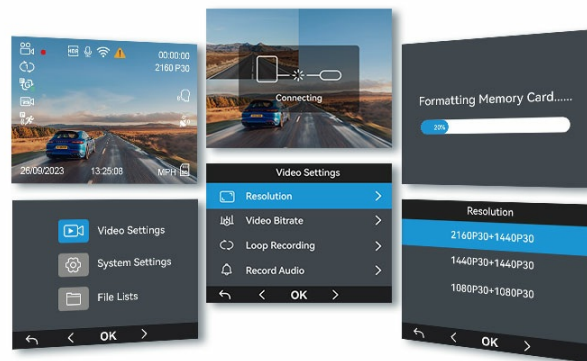 HDR
00:00:00
2160 P30
26/09/2023 13:25:08 MPH
Connecting
Formatting Memory Card......
20%
Video Settings
System Settings
File Lists
OK
Video Settings
Resolution
Video Bitrate
Loop Recording
Record Audio
OK
Resolution
2160P30+1440P30
1440P30+1440P30
1080P30+1080P30
OK